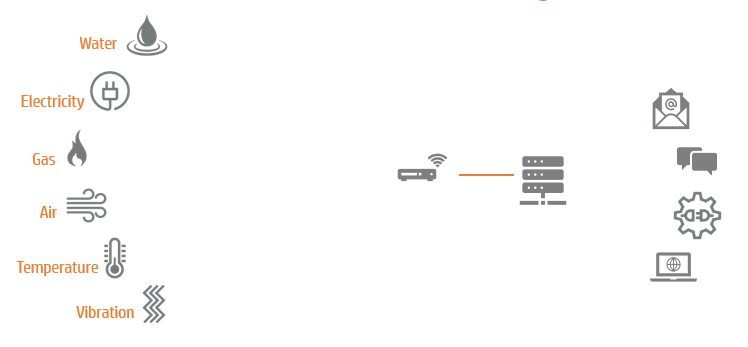 Water
Electricity
Gas
Air
Temperature
Vibration